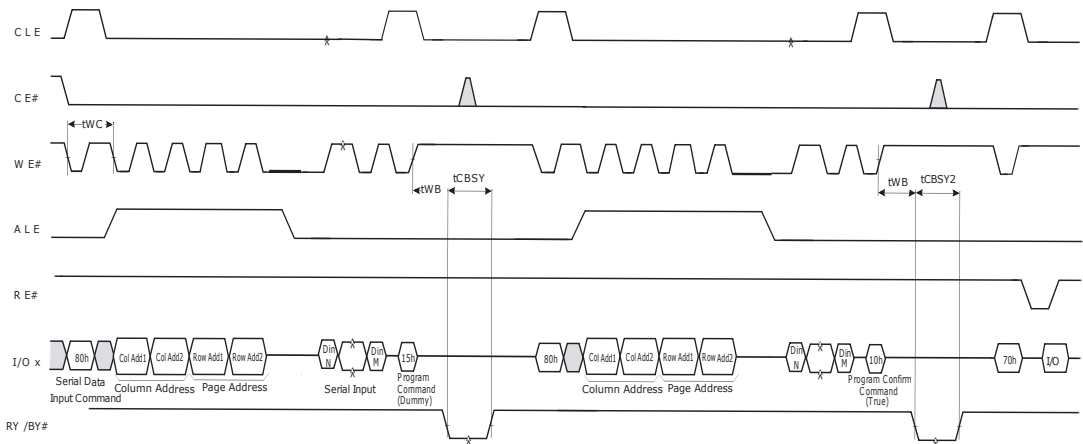 CLE
CE#
tWC
WE#
tWB
tCBSY
tWB
tCBSY2
ALE
RE#
I/O x
80h
Col Add1
Col Add2
Row Add1
Row Add2
Din
N
Din
M
15h
80h
Col Add1
Col Add2
Row Add1
Row Add2
Din
N
Din
M
10h
70h
I/O
Serial Data
Input Command
Column Address
Page Address
Serial Input
Program
Command
(Dummy)
Column Address
Page Address
Serial Input
Program Confirm
Command
(True)
RY /BY#